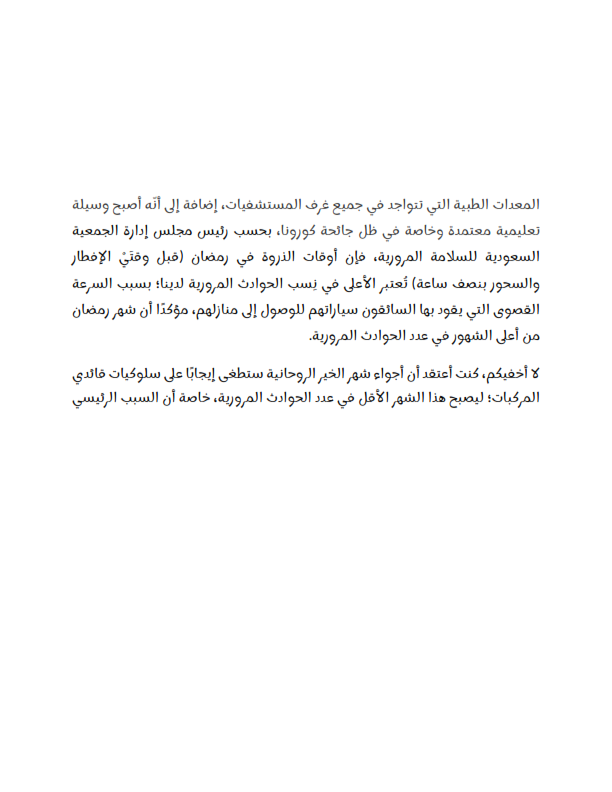 المعدات الطبية التي تتواجد في جميع غرف المستشفيات، إضافة إلى أنّه أصبح وسيلة
تعليمية معتمدة وخاصة في ظل جائحة كورونا، بحسب رئيس مجلس إدارة الجمعية
السعودية للسلامة المرورية، فإن أوقات الذروة في رمضان (قبل وقتَيْ الإفطار
والسحور بنصف ساعة) تُعتبر الأعلى في نِسب الحوادث المرورية لدينا؛ بسبب السرعة
القصوى التي يقود بها السائقون سياراتهم للوصول إلى منازلهم، مؤكدًا أن شهر رمضان
من أعلى الشهور في عدد الحوادث المرورية.
لا أخفيكم، كنت أعتقد أن أجواء شهر الخير الروحانية ستطغى إيجابًا على سلوكيات قائدي
المركبات؛ ليصبح هذا الشهر الأقل في عدد الحوادث المرورية، خاصة أن السبب الرئيسي